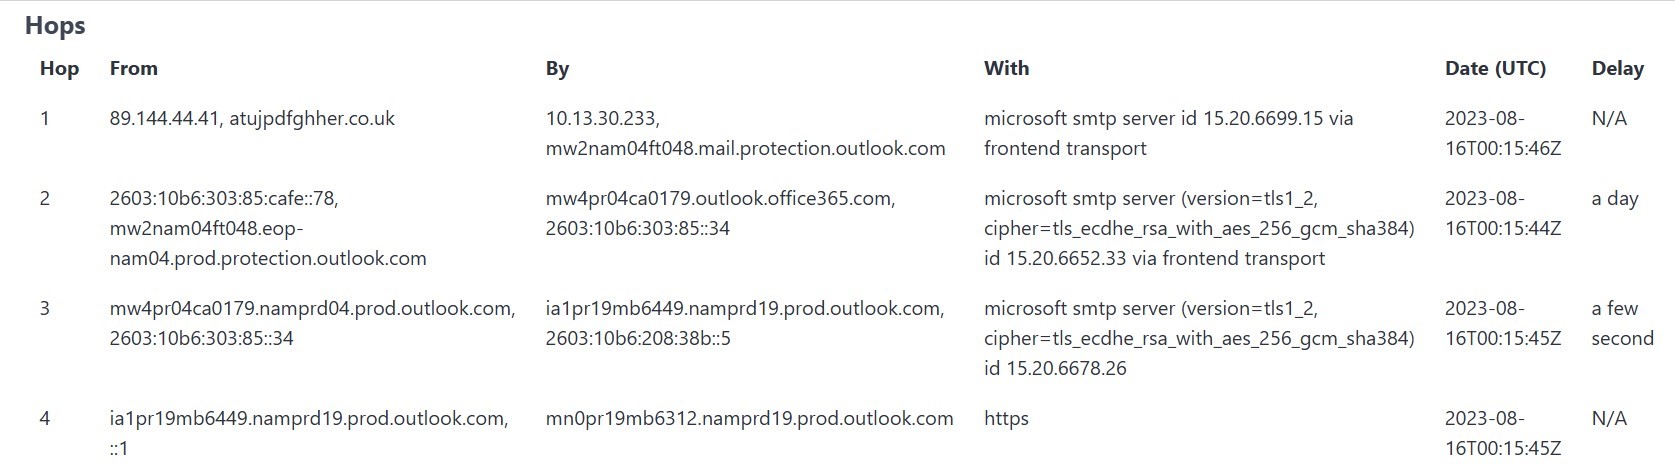 Hops
Hop From By With Date (UTC) Delay
1 89.144.44.41, atujpdfghher.co.uk 10.13.30.233, microsoft smtp server id 15.20.6699.15 via 2023-08- N/A
mw2nam04ft048.mail.protection.outlook.com frontend transport 16T00:15:46Z
2 2603:10b6:303:85:cafe::78, mw4pr04ca0179.outlook.office365.com, microsoft smtp server (version=tls1_2, 2023-08- a day
mw2nam04ft048.eop- 2603:10b6:303:85::34 cipher=tls_ecdhe_rsa_with_aes_256_gcm_sha384) 16T00:15:44Z
nam04.prod.protection.outlook.com id 15.20.6652.33 via frontend transport
3 mw4pr04ca0179.namprd04.prod.outlook.com, ia1pr19mb6449.namprd19.prod.outlook.com, microsoft smtp server (version=tls1_2, 2023-08- a few
2603:10b6:303:85::34 2603:10b6:208:38b::5 cipher=tls_ecdhe_rsa_with_aes_256_gcm_sha384) 16T00:15:45Z second
id 15.20.6678.26
4 ia1pr19mb6449.namprd19.prod.outlook.com, mn0pr19mb6312.namprd19.prod.outlook.com https 2023-08- N/A
::1 16T00:15:45Z